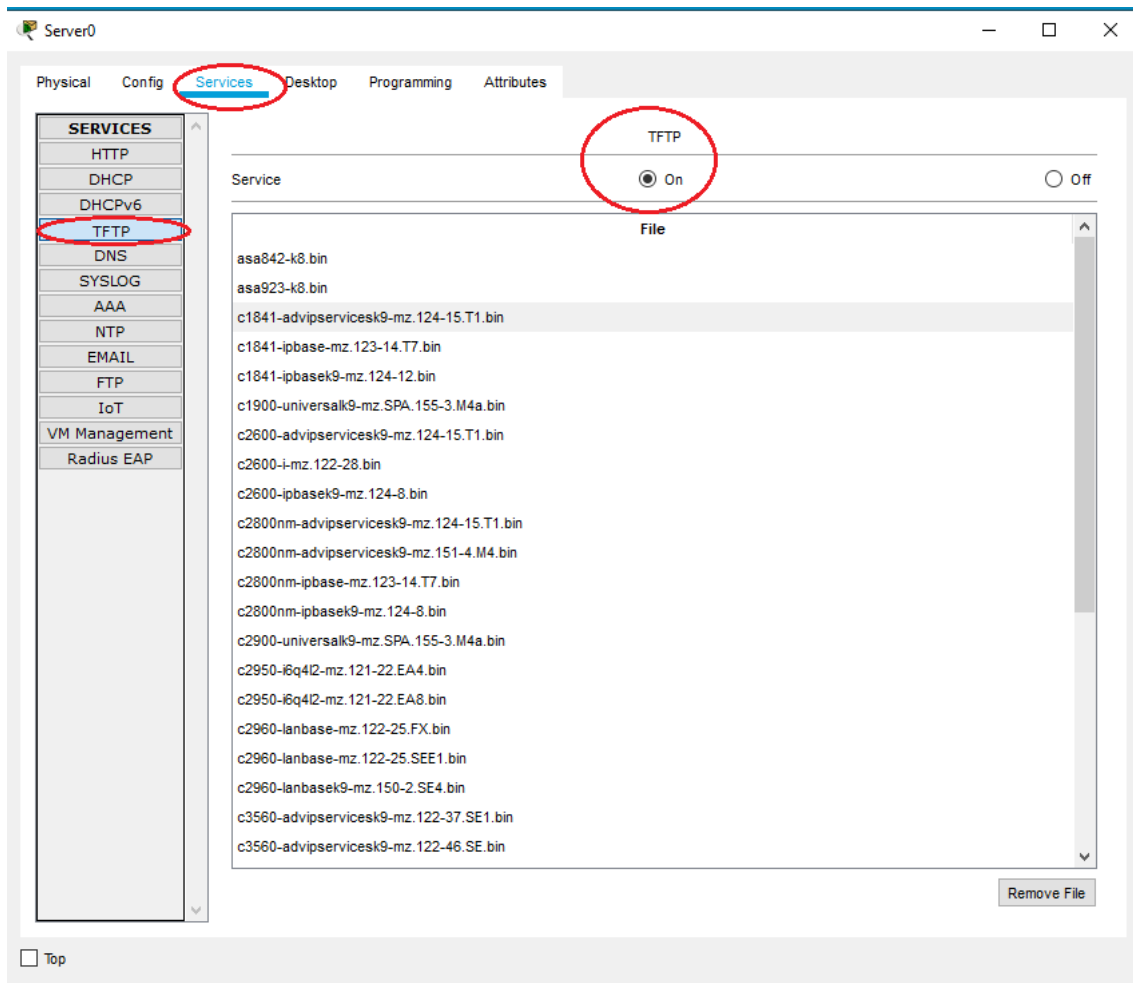 Server0
Physical Config Services Desktop Programming Attributes
SERVICES
HTTP
DHCP
DHCPv6
TFTP
DNS
SYSLOG
AAA
NTP
EMAIL
FTP
IoT
VM Management
Radius EAP
TFTP
Service On Off
File
asa842-k8.bin
asa923-k8.bin
c1841-advipservicesk9-mz.124-15.T1.bin
c1841-ipbase-mz.123-14.T7.bin
c1841-ipbasek9-mz.124-12.bin
c1900-universalk9-mz.SPA.155-3.M4a.bin
c2600-advipservicesk9-mz.124-15.T1.bin
c2600-i-mz.122-28.bin
c2600-ipbasek9-mz.124-8.bin
c2800nm-advipservicesk9-mz.124-15.T1.bin
c2800nm-advipservicesk9-mz.151-4.M4.bin
c2800nm-ipbase-mz.123-14.T7.bin
c2800nm-ipbasek9-mz.124-8.bin
c2900-universalk9-mz.SPA.155-3.M4a.bin
c2950-i6q4l2-mz.121-22.EA4.bin
c2950-i6q4l2-mz.121-22.EA8.bin
c2960-lanbase-mz.122-25.FX.bin
c2960-lanbase-mz.122-25.SEE1.bin
c2960-lanbasek9-mz.150-2.SE4.bin
c3560-advipservicesk9-mz.122-37.SE1.bin
c3560-advipservicesk9-mz.122-46.SE.bin
Remove File
Top